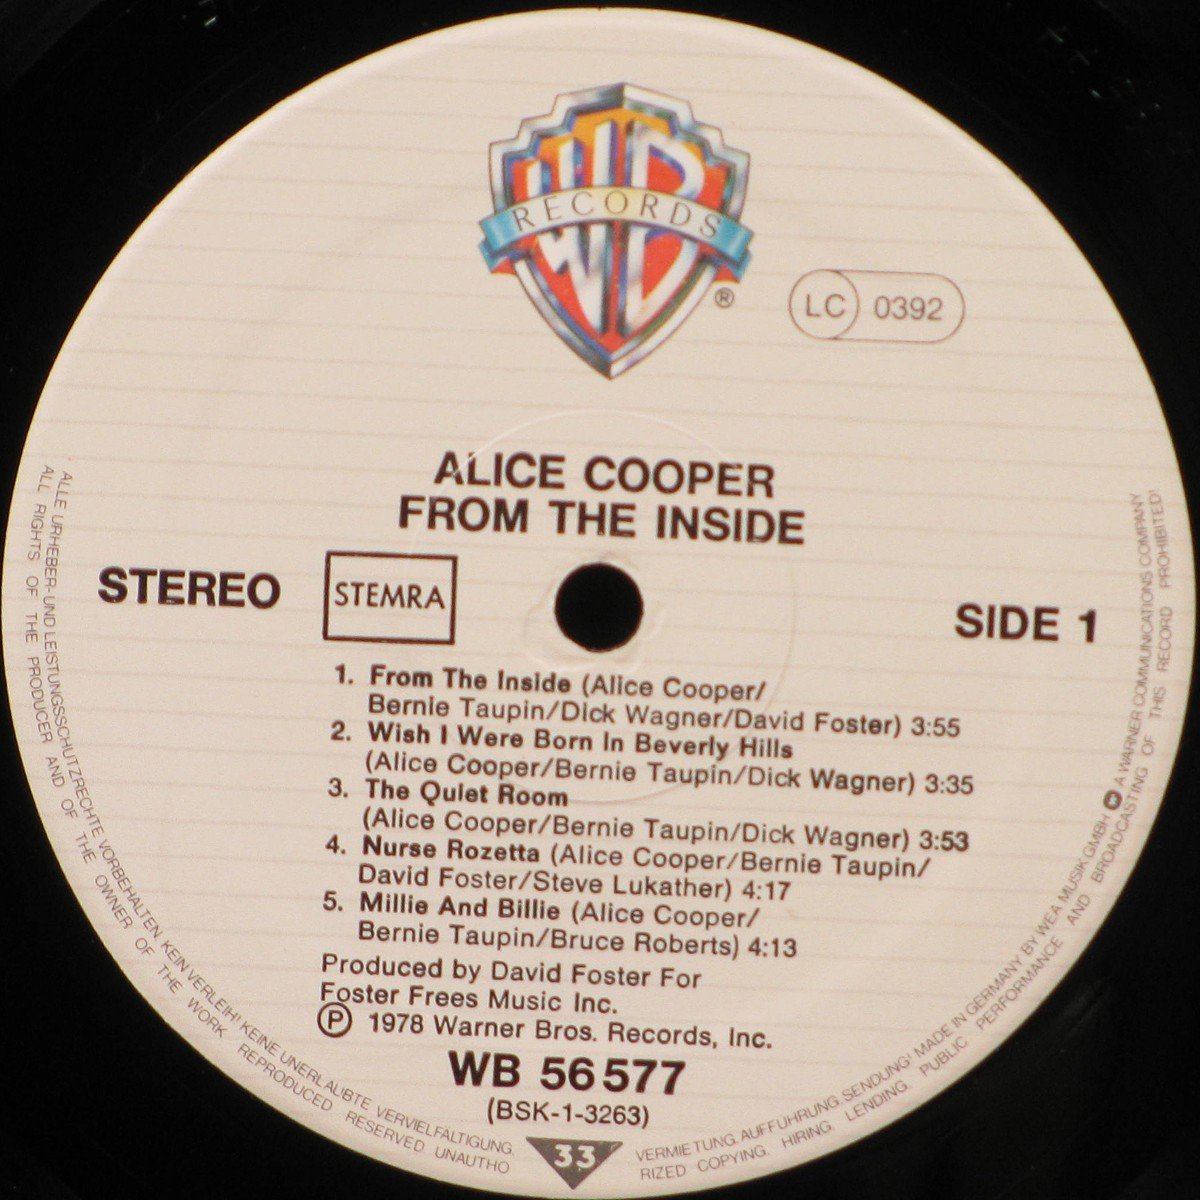 WB
RECORDS
®
LC 0392
ALICE COOPER
FROM THE INSIDE
STEREO
STEMRA
SIDE 1
1. From The Inside (Alice Cooper/
Bernie Taupin/Dick Wagner/David Foster) 3:55
2. Wish I Were Born In Beverly Hills
(Alice Cooper/Bernie Taupin/Dick Wagner) 3:35
3. The Quiet Room
(Alice Cooper/Bernie Taupin/Dick Wagner) 3:53
4. Nurse Rozetta (Alice Cooper/Bernie Taupin/
David Foster/Steve Lukather) 4:17
5. Millie And Billie (Alice Cooper/
Bernie Taupin/Bruce Roberts) 4:13
Produced by David Foster For
Foster Frees Music Inc.
Ⓟ 1978 Warner Bros. Records, Inc.
WB 56 577
(BSK-1-3263)
33
ALLE URHEBER- UND LEISTUNGSSCHUTZRECHTE VORBEHALTEN KEIN VERLEIH! KEINE UNERLAUBTE VERVIELFÄLTIGUNG, VERMIETUNG, AUFFÜHRUNG, SENDUNG! MADE IN GERMANY BY WEA MUSIK GMBH A WARNER COMMUNICATIONS COMPANY
ALL RIGHTS OF THE PRODUCER AND OF THE OWNER OF THE WORK REPRODUCED RESERVED UNAUTHORIZED COPYING, HIRING, LENDING, PUBLIC PERFORMANCE AND BROADCASTING OF THIS RECORD PROHIBITED!